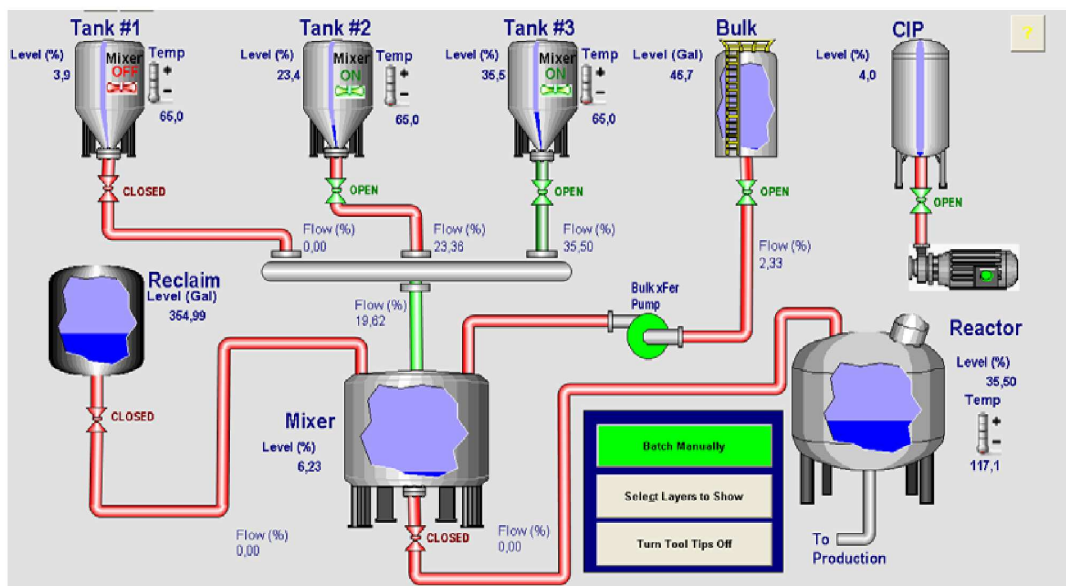 Tank #1
Tank #2
Tank #3
Bulk
CIP
?
Level (%)
3,9
Mixer
OFF
Temp
+
−
65,0
Level (%)
23,4
Mixer
ON
Temp
+
−
65,0
Level (%)
35,5
Mixer
ON
Temp
+
−
65,0
Level (Gal)
46,7
Level (%)
4,0
CLOSED
OPEN
OPEN
OPEN
OPEN
Flow (%)
0,00
Flow (%)
23,36
Flow (%)
35,50
Flow (%)
2,33
Reclaim
Level (Gal)
354,99
Flow (%)
19,62
Bulk xFer
Pump
Reactor
Level (%)
35,50
Temp
+
−
117,1
CLOSED
Mixer
Level (%)
6,23
Batch Manually
Select Layers to Show
Turn Tool Tips Off
Flow (%)
0,00
CLOSED
Flow (%)
0,00
To
Production